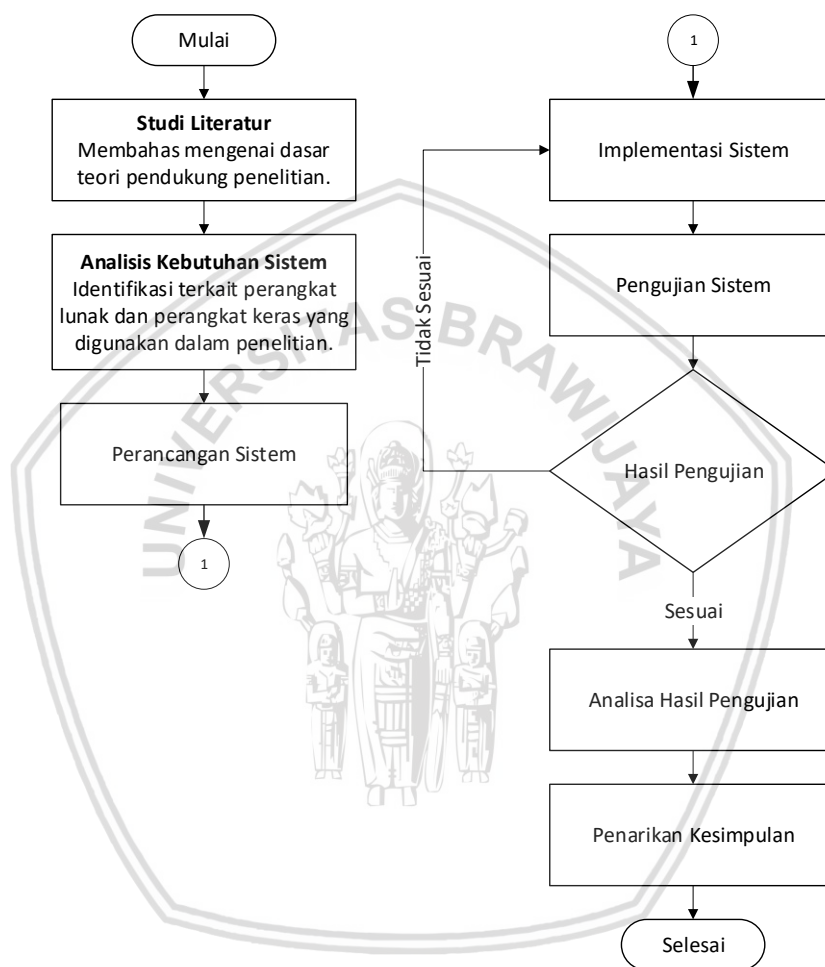 Mulai
Studi Literatur
Membahas mengenai dasar
teori pendukung penelitian.
Analisis Kebutuhan Sistem
Identifikasi terkait perangkat
lunak dan perangkat keras yang
digunakan dalam penelitian.
Perancangan Sistem
1
1
Implementasi Sistem
Pengujian Sistem
Hasil Pengujian
Tidak Sesuai
Sesuai
Analisa Hasil Pengujian
Penarikan Kesimpulan
Selesai
UNIVERSITAS BRAWIJAYA